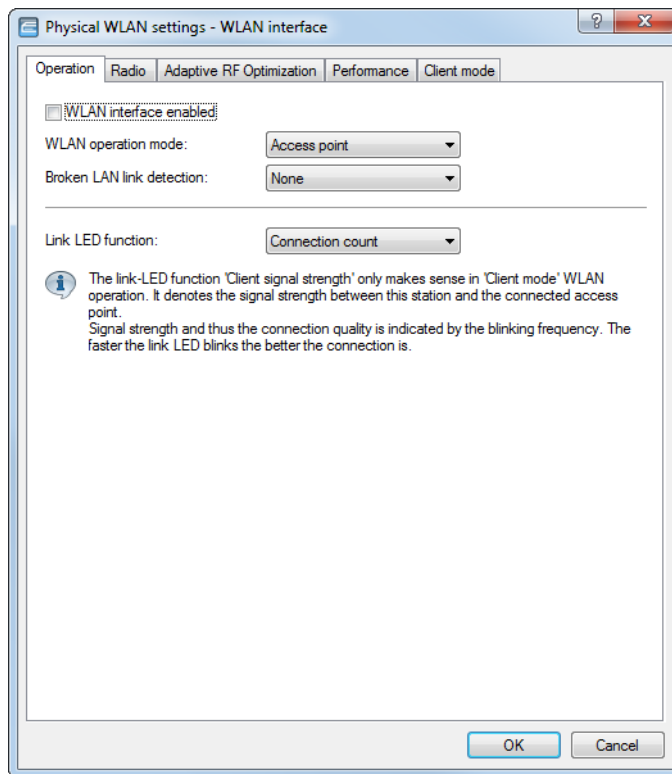 Physical WLAN settings - WLAN interface
Operation Radio Adaptive RF Optimization Performance Client mode
WLAN interface enabled
WLAN operation mode: Access point
Broken LAN link detection: None
Link LED function: Connection count
The link-LED function 'Client signal strength' only makes sense in 'Client mode' WLAN
operation. It denotes the signal strength between this station and the connected access
point.
Signal strength and thus the connection quality is indicated by the blinking frequency. The
faster the link LED blinks the better the connection is.
OK Cancel